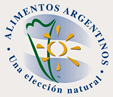 ALIMENTOS ARGENTINOS
Una elección natural